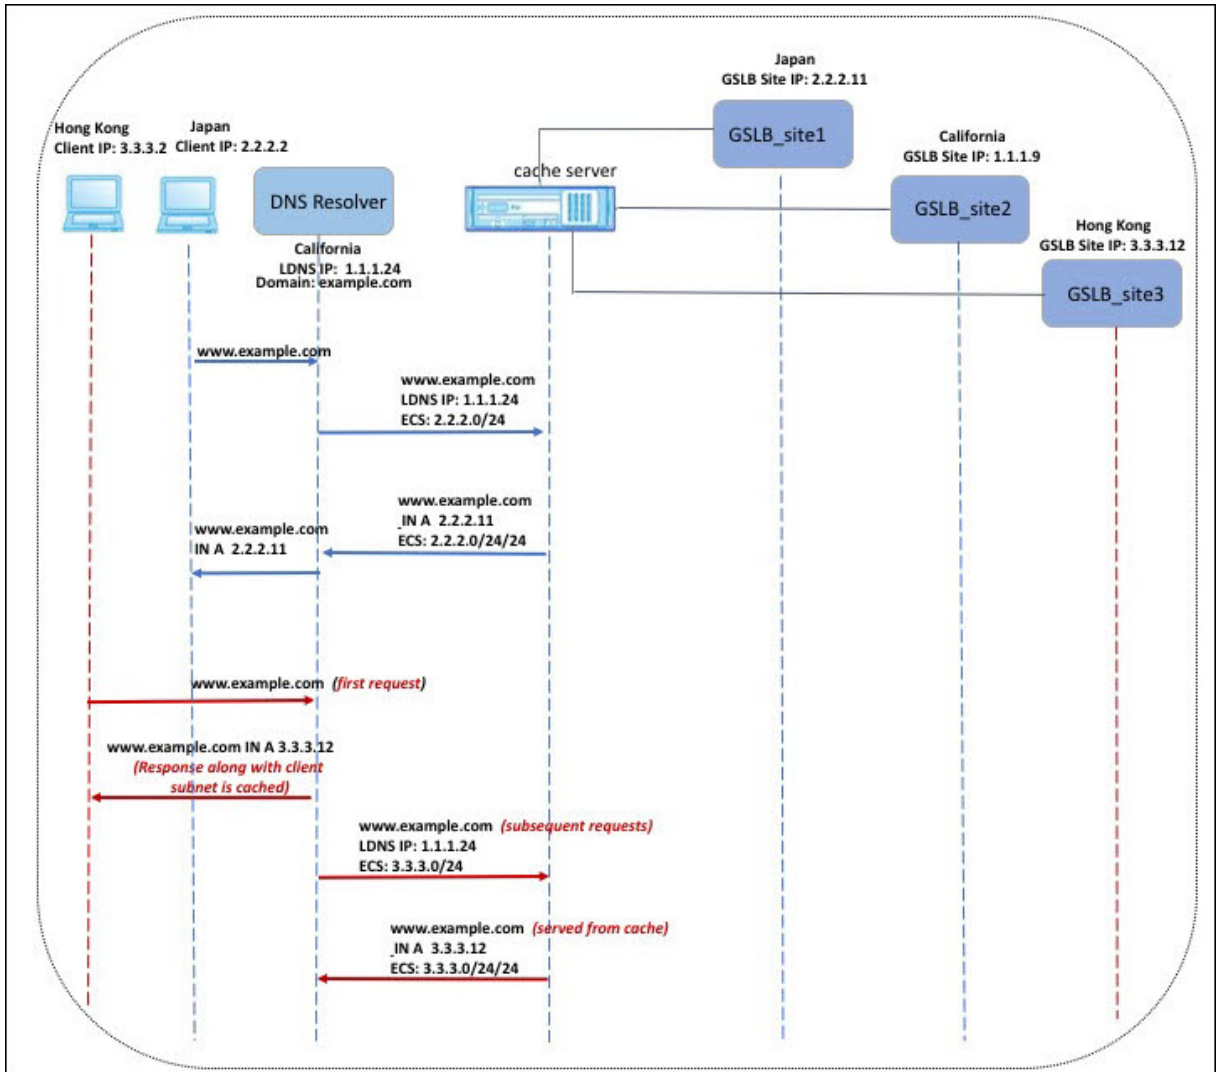 Japan
GSLB Site IP: 2.2.2.11
GSLB_site1
Hong Kong
Client IP: 3.3.3.2
Japan
Client IP: 2.2.2.2
California
GSLB Site IP: 1.1.1.9
GSLB_site2
cache server
DNS Resolver
California
LDNS IP: 1.1.1.24
Domain: example.com
Hong Kong
GSLB Site IP: 3.3.3.12
GSLB_site3
www.example.com
www.example.com
LDNS IP: 1.1.1.24
ECS: 2.2.2.0/24
www.example.com
_IN A 2.2.2.11
ECS: 2.2.2.0/24/24
www.example.com
IN A 2.2.2.11
www.example.com (first request)
www.example.com IN A 3.3.3.12
(Response along with client
subnet is cached)
www.example.com (subsequent requests)
LDNS IP: 1.1.1.24
ECS: 3.3.3.0/24
www.example.com (served from cache)
_IN A 3.3.3.12
ECS: 3.3.3.0/24/24